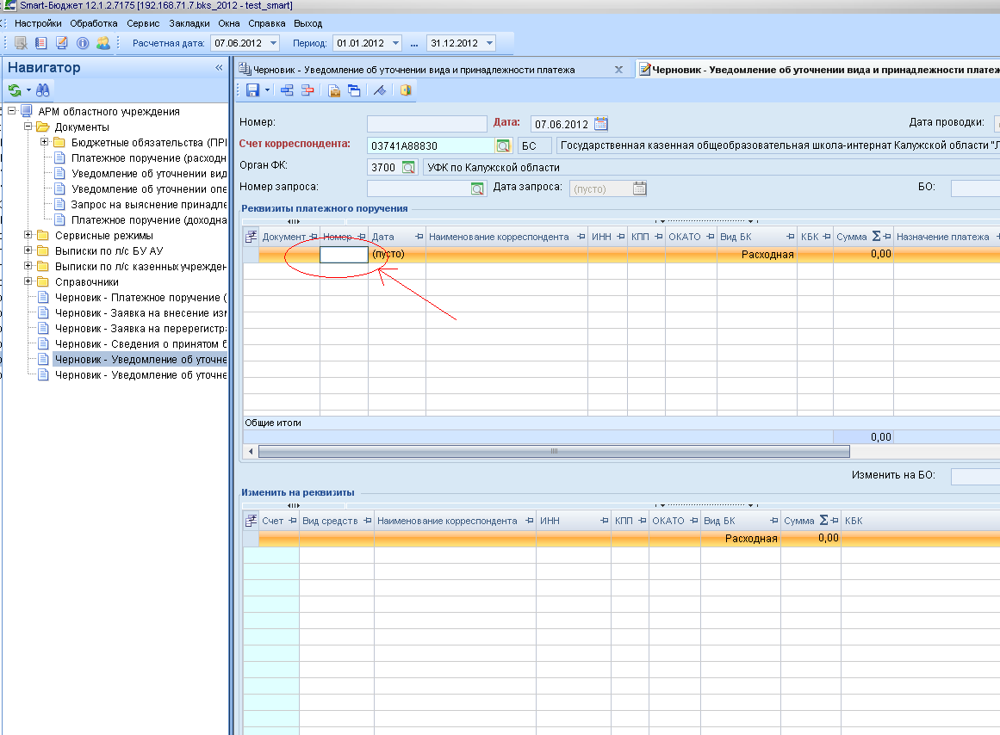 Smart-Бюджет 12.1.2.7175 [192.168.71.7.bks_2012 - test_smart]
Настройки Обработка Сервис Закладки Окна Справка Выход
Расчетная дата: 07.06.2012 Период: 01.01.2012 ... 31.12.2012
Навигатор «
АРМ областного учреждения
Документы
Бюджетные обязательства (ПРІ
Платежное поручение (расходн
Уведомление об уточнении вид
Уведомление об уточнении опе
Запрос на выяснение принадле
Платежное поручение (доходна
Сервисные режимы
Выписки по л/с БУ АУ
Выписки по л/с казенных учрежден
Справочники
Черновик - Платежное поручение (
Черновик - Заявка на внесение изм
Черновик - Заявка на перерегистра
Черновик - Сведения о принятом б
Черновик - Уведомление об уточне
Черновик - Уведомление об уточне
Черновик - Уведомление об уточнении вида и принадлежности платежа
Черновик - Уведомление об уточнении вида и принадлежности платеж
Номер: Дата: 07.06.2012 Дата проводки:
Счет корреспондента: 03741А88830 БС Государственная казенная общеобразовательная школа-интернат Калужской области "Л
Орган ФК: 3700 УФК по Калужской области
Номер запроса: Дата запроса: (пусто) БО:
Реквизиты платежного поручения
Документ Номер Дата Наименование корреспондента ИНН КПП ОКАТО Вид БК КБК Сумма Σ Назначение платежа
(пусто) Расходная 0,00
Общие итоги
0,00
Изменить на БО:
Изменить на реквизиты
Счет Вид средств Наименование корреспондента ИНН КПП ОКАТО Вид БК Сумма Σ КБК
Расходная 0,00